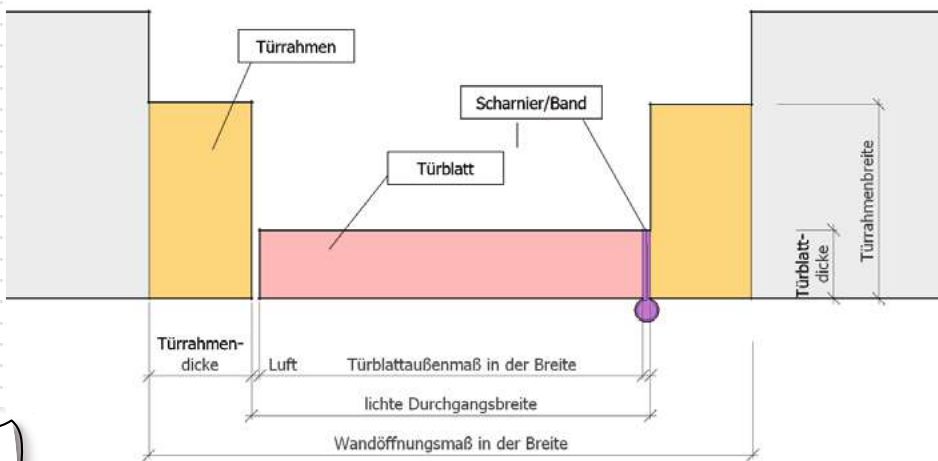 Türrahmen
Scharnier/Band
Türblatt
Türrahmenbreite
Türblatt-
dicke
Türrahmen-
dicke
Luft
Türblattaußenmaß in der Breite
lichte Durchgangsbreite
Wandöffnungsmaß in der Breite